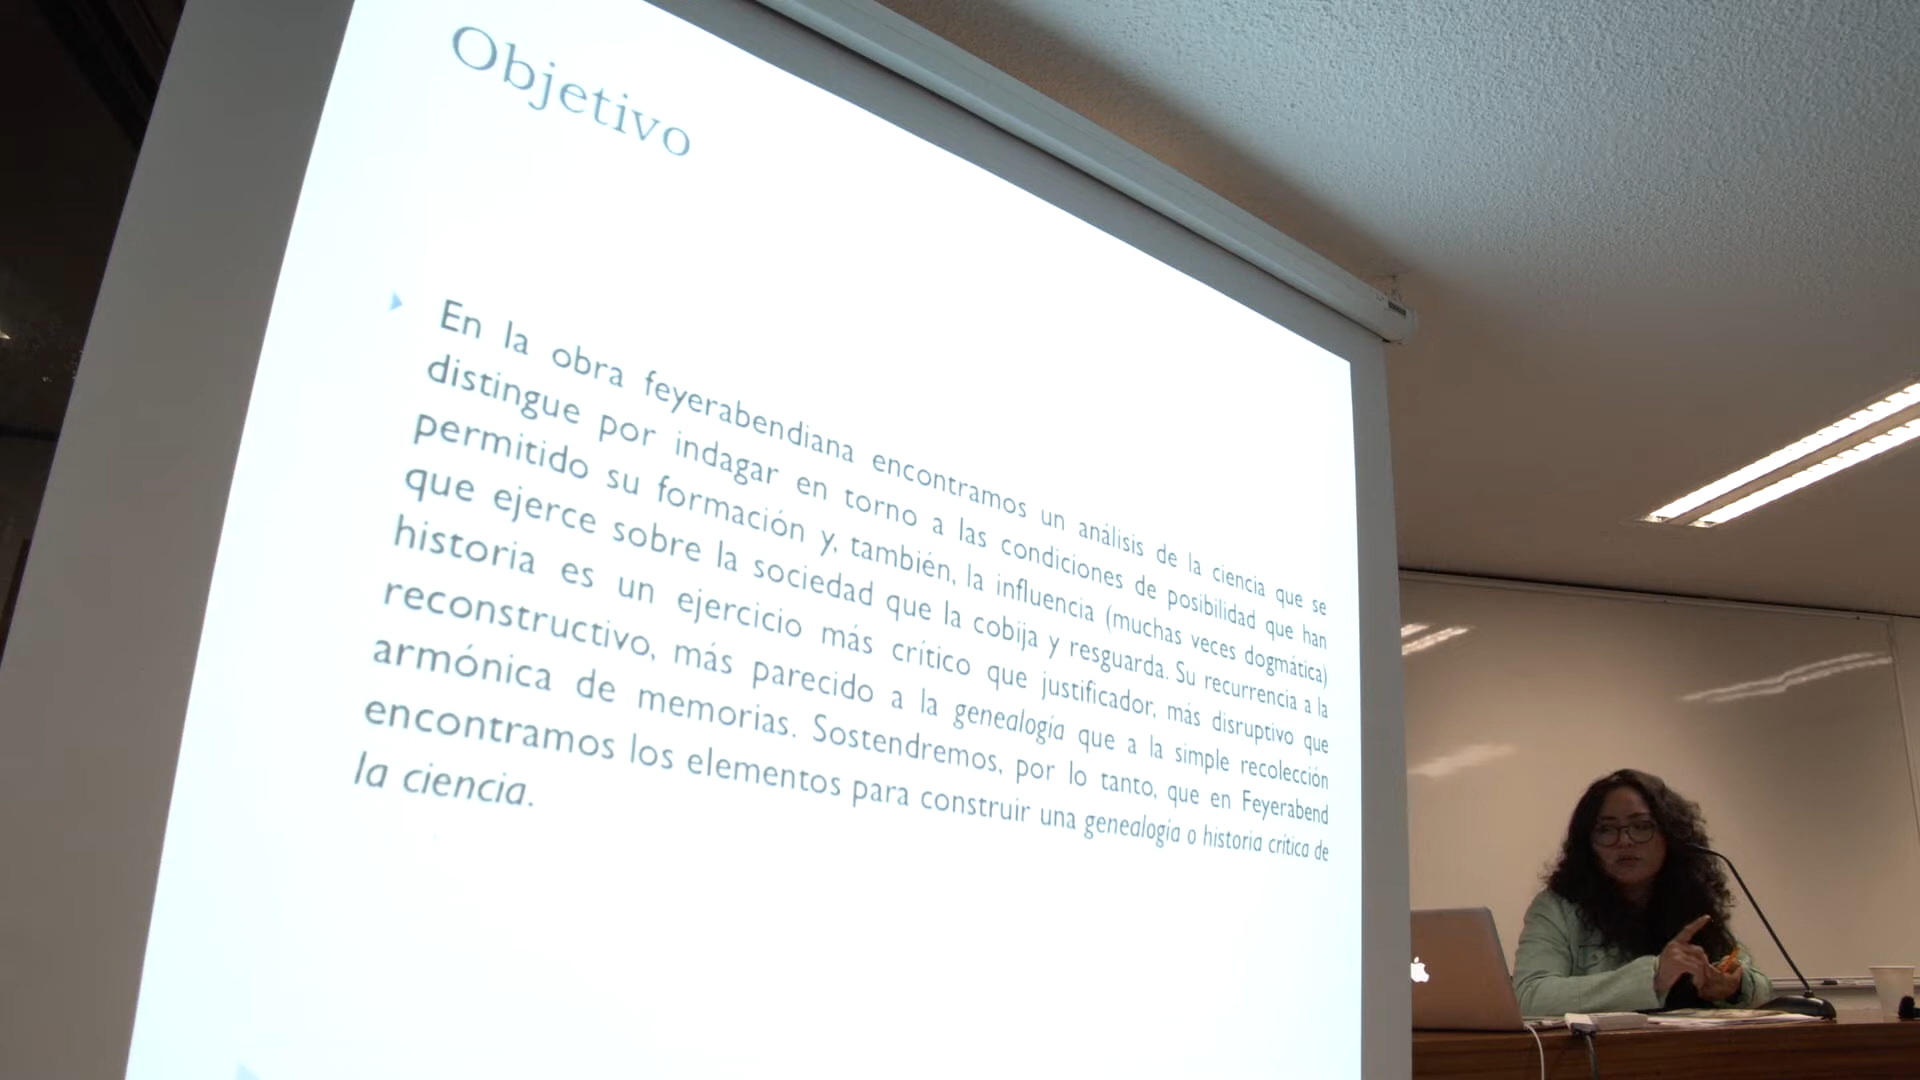 Objetivo
En la obra feyerabendiana encontramos un análisis de la ciencia que se
distingue por indagar en torno a las condiciones de posibilidad que han
permitido su formación y, también, la influencia (muchas veces dogmática)
que ejerce sobre la sociedad que la cobija y resguarda. Su recurrencia a la
historia es un ejercicio más crítico que justificador, más disruptivo que
reconstructivo, más parecido a la genealogía que a la simple recolección
armónica de memorias. Sostendremos, por lo tanto, que en Feyerabend
encontramos los elementos para construir una genealogía o historia crítica de
la ciencia.